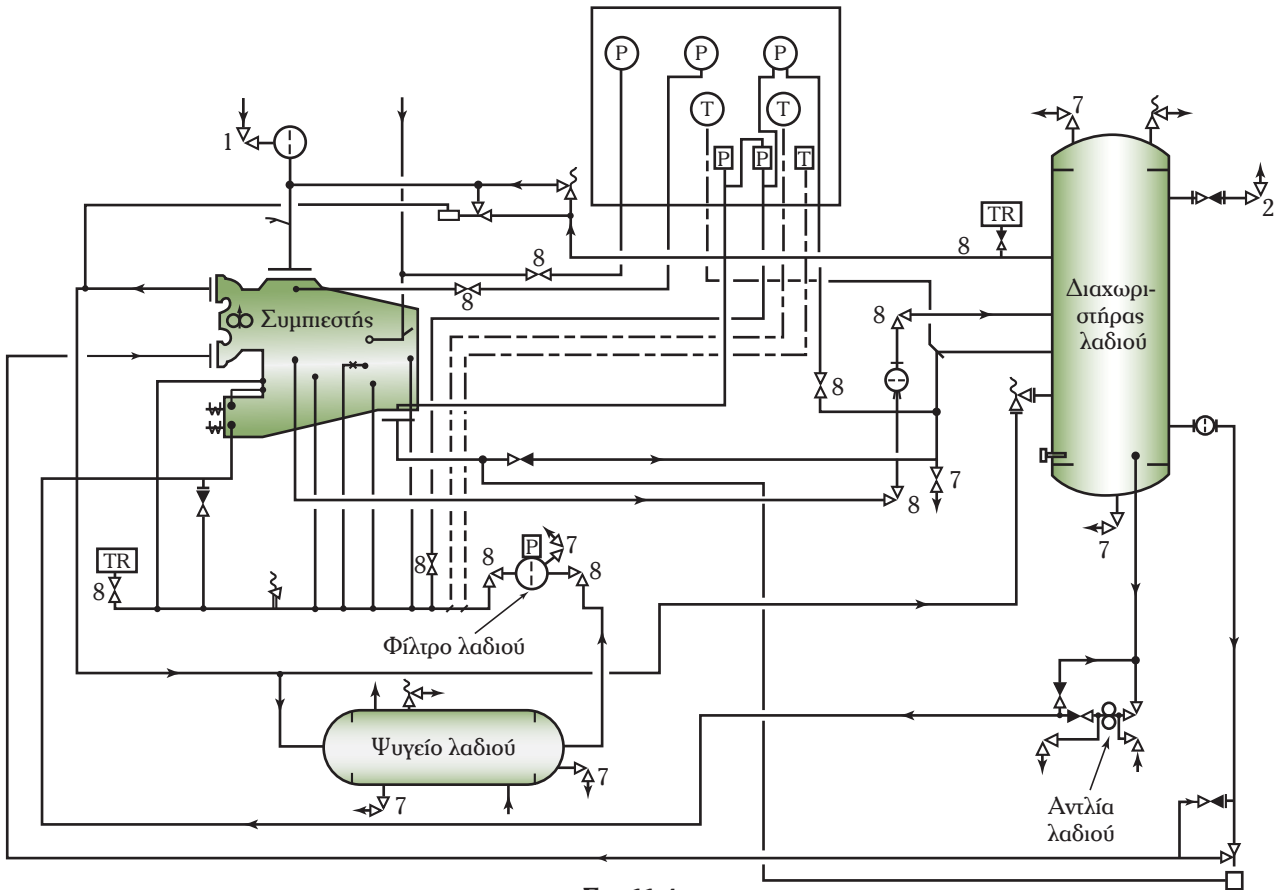 P
P
P
T
T
P
P
T
1
7
TR
2
8
8
8
8
8
Συμπιεστής
Διαχωρι-
στήρας
λαδιού
7
8
TR
8
8
8
P
7
8
7
Φίλτρο λαδιού
Ψυγείο λαδιού
7
7
Αντλία
λαδιού